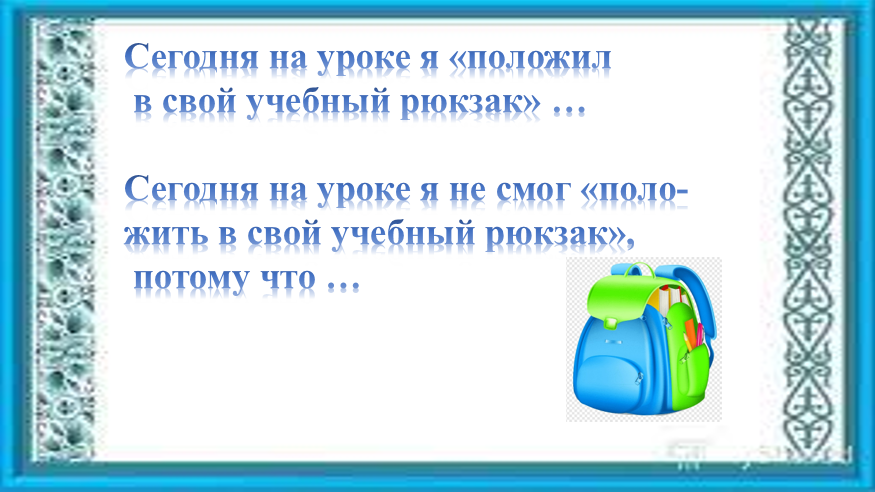 Сегодня на уроке я «положил
в свой учебный рюкзак» …
Сегодня на уроке я не смог «поло-
жить в свой учебный рюкзак»,
потому что …